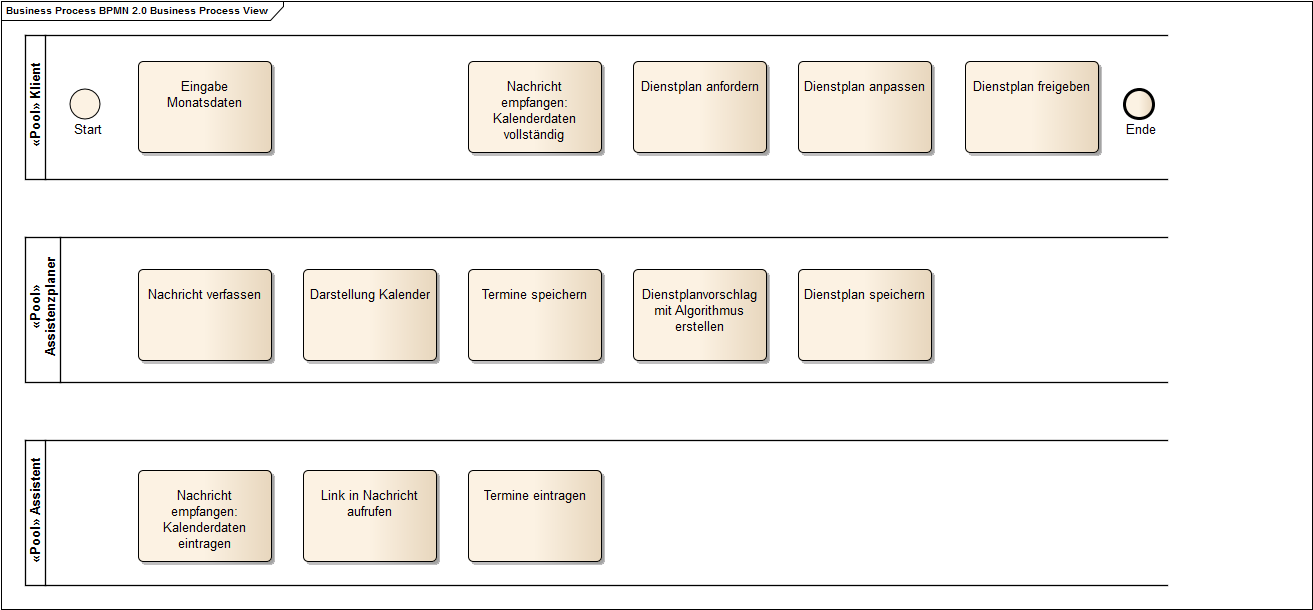 Business Process BPMN 2.0 Business Process View
«Pool» Klient
Start
Eingabe
Monatsdaten
Nachricht
empfangen:
Kalenderdaten
vollständig
Dienstplan anfordern
Dienstplan anpassen
Dienstplan freigeben
Ende
«Pool»
Assistenzplaner
Nachricht verfassen
Darstellung Kalender
Termine speichern
Dienstplanvorschlag
mit Algorithmus
erstellen
Dienstplan speichern
«Pool» Assistent
Nachricht
empfangen:
Kalenderdaten
eintragen
Link in Nachricht
aufrufen
Termine eintragen